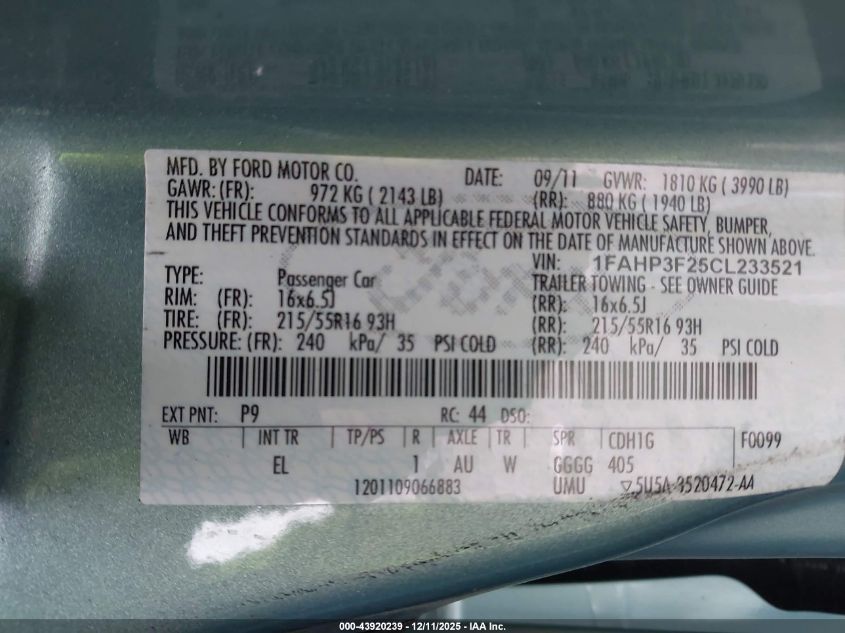 MFD. BY FORD MOTOR CO. DATE: 09/11 GVWR: 1810 KG ( 3990 LB)
GAWR: (FR): 972 KG ( 2143 LB) (RR): 880 KG ( 1940 LB)
THIS VEHICLE CONFORMS TO ALL APPLICABLE FEDERAL MOTOR VEHICLE SAFETY, BUMPER,
AND THEFT PREVENTION STANDARDS IN EFFECT ON THE DATE OF MANUFACTURE SHOWN ABOVE.
VIN: 1FAHP3F25CL233521
TYPE: Passenger Car TRAILER TOWING - SEE OWNER GUIDE
RIM: (FR): 16x6.5J (RR): 16x6.5J
TIRE: (FR): 215/55R16 93H (RR): 215/55R16 93H
PRESSURE: (FR): 240 kPa/ 35 PSI COLD (RR): 240 kPa/ 35 PSI COLD
EXT PNT: P9 RC: 44 DSO:
WB INT TR TP/PS R AXLE TR SPR CDH1G F0099
EL 1 AU W GGGG 405
1201109066883 UMU ▽5U5A-3520472-AA
000-43920239 - 12/11/2025 - IAA Inc.